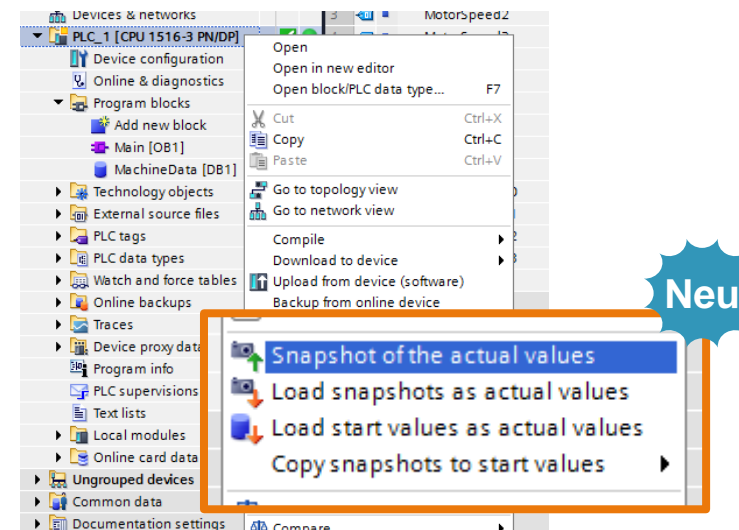 Devices & networks
PLC_1 [CPU 1516-3 PN/DP]
Device configuration
Online & diagnostics
Program blocks
Add new block
Main [OB1]
MachineData [DB1]
Technology objects
External source files
PLC tags
PLC data types
Watch and force tables
Online backups
Traces
Device proxy data
Program info
PLC supervisions
Text lists
Local modules
Online card data
Ungrouped devices
Common data
Documentation settings
3 MotorSpeed2
Open
Open in new editor
Open block/PLC data type... F7
Cut Ctrl+X
Copy Ctrl+C
Paste Ctrl+V
Go to topology view
Go to network view
Compile
Download to device
Upload from device (software)
Backup from online device
Neu
Snapshot of the actual values
Load snapshots as actual values
Load start values as actual values
Copy snapshots to start values
Compare